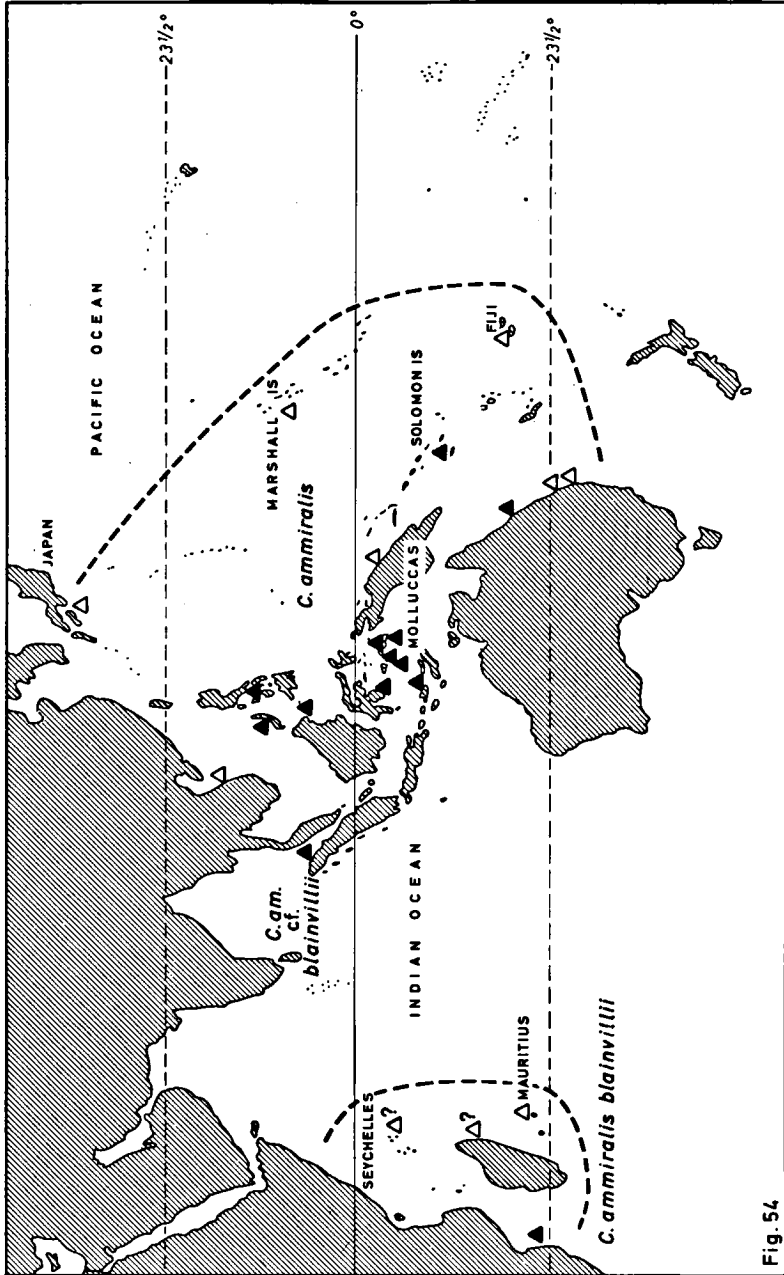 JAPAN
PACIFIC OCEAN
23½°
MARSHALL IS
C. ammiralis
C. am.
cf.
blainvillii
0°
SEYCHELLES
MOLLUCCAS
SOLOMON IS
INDIAN OCEAN
FIJI
?
?
MAURITIUS
23½°
C. ammiralis blainvillii
Fig. 54